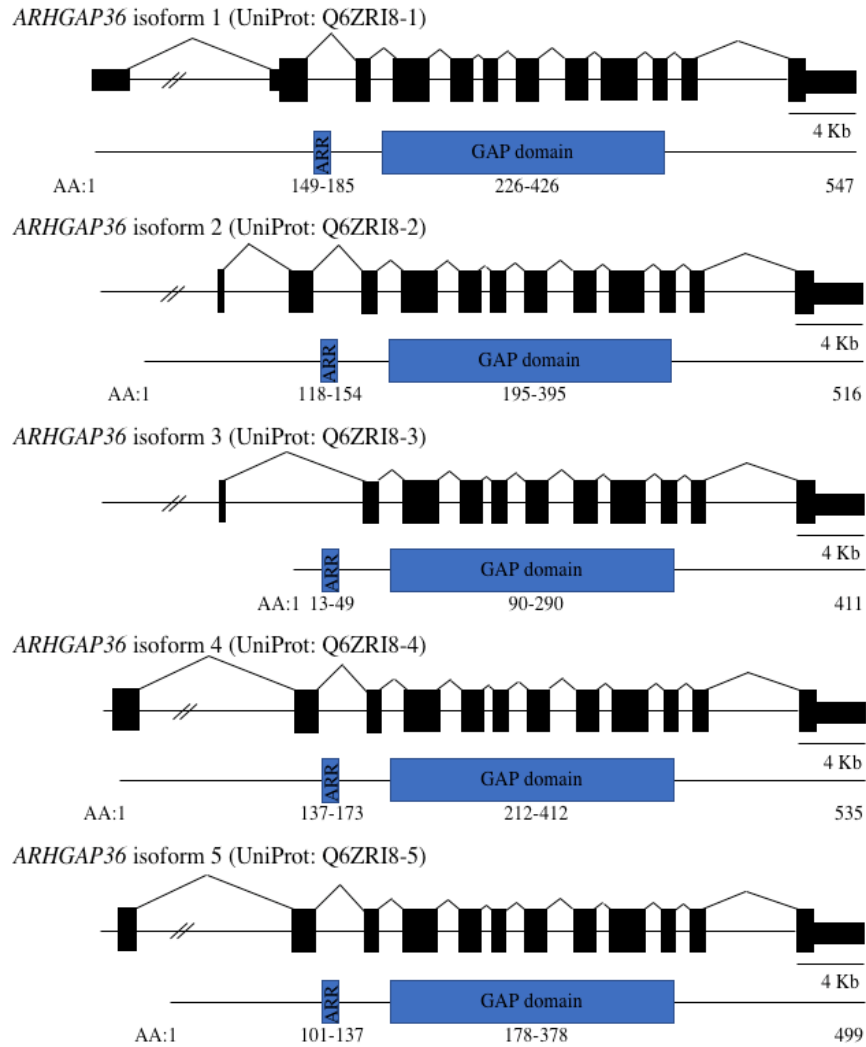 ARHGAP36 isoform 1 (UniProt: Q6ZRI8-1)
4 Kb
ARR
GAP domain
AA:1 149-185 226-426 547
ARHGAP36 isoform 2 (UniProt: Q6ZRI8-2)
4 Kb
ARR
GAP domain
AA:1 118-154 195-395 516
ARHGAP36 isoform 3 (UniProt: Q6ZRI8-3)
4 Kb
ARR
GAP domain
AA:1 13-49 90-290 411
ARHGAP36 isoform 4 (UniProt: Q6ZRI8-4)
4 Kb
ARR
GAP domain
AA:1 137-173 212-412 535
ARHGAP36 isoform 5 (UniProt: Q6ZRI8-5)
4 Kb
ARR
GAP domain
AA:1 101-137 178-378 499